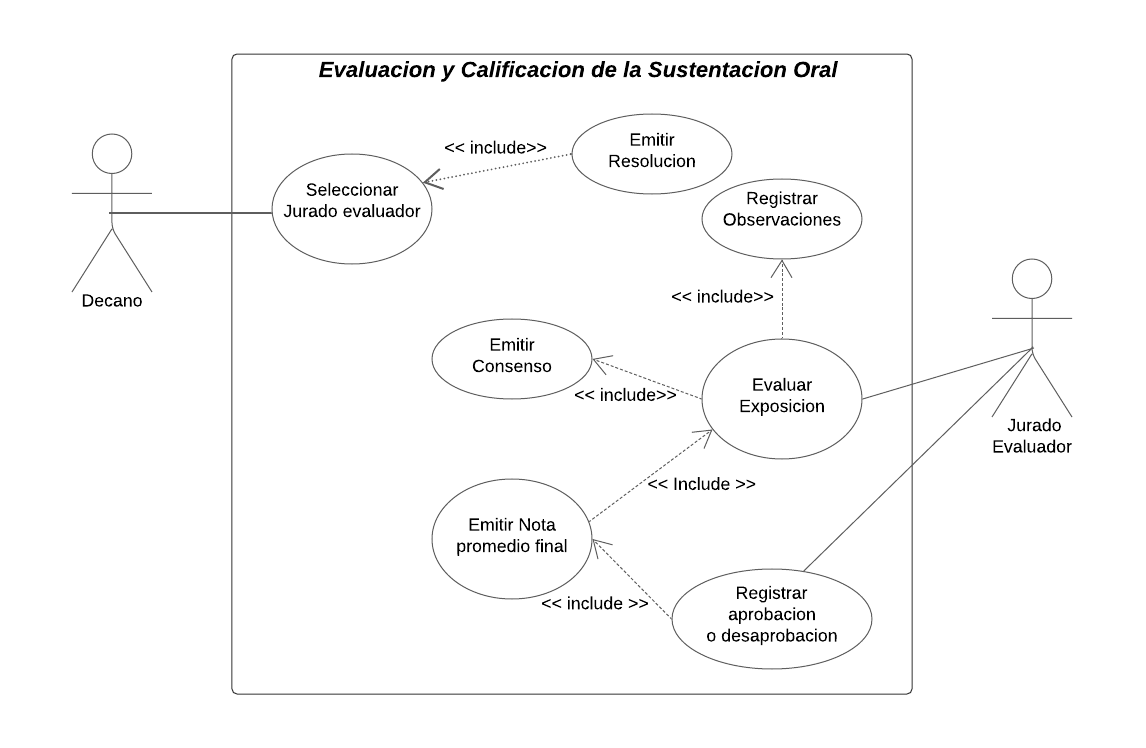 Evaluacion y Calificacion de la Sustentacion Oral
<< include>>
Emitir
Resolucion
Seleccionar
Jurado evaluador
Registrar
Observaciones
Decano
<< include>>
Emitir
Consenso
<< include>>
Evaluar
Exposicion
Jurado
Evaluador
<< Include >>
Emitir Nota
promedio final
<< include >>
Registrar
aprobacion
o desaprobacion